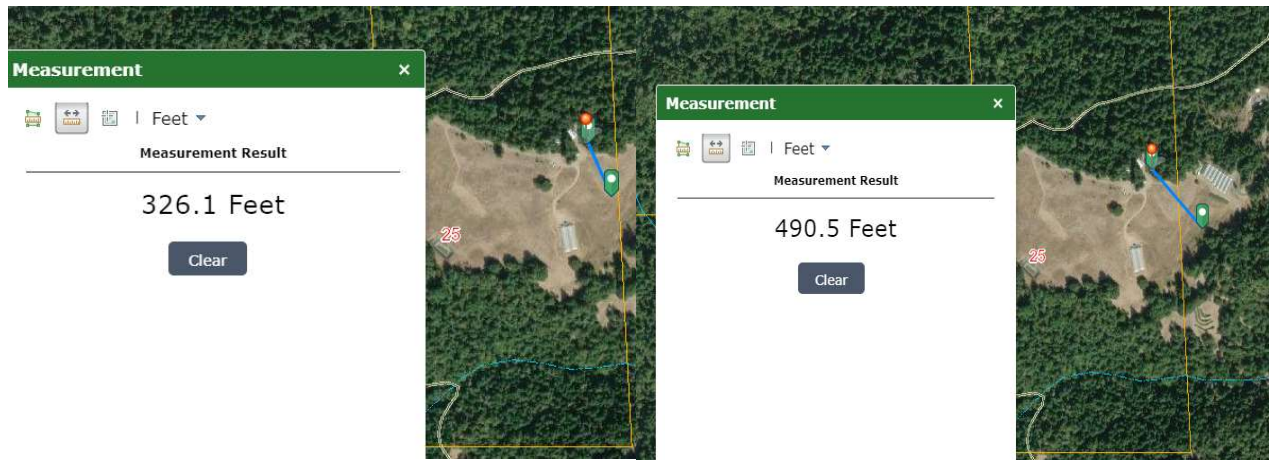 Measurement ×
| Feet
Measurement Result
326.1 Feet
Clear
25
Measurement ×
| Feet
Measurement Result
490.5 Feet
Clear
25